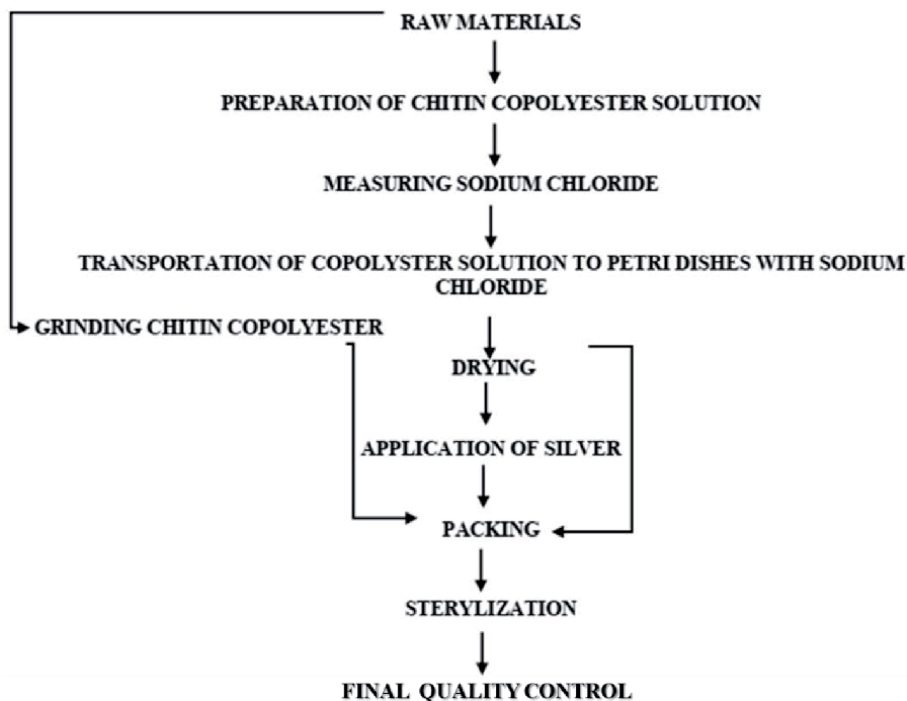 RAW MATERIALS
PREPARATION OF CHITIN COPOLYESTER SOLUTION
MEASURING SODIUM CHLORIDE
TRANSPORTATION OF COPOLYSTER SOLUTION TO PETRI DISHES WITH SODIUM
CHLORIDE
GRINDING CHITIN COPOLYESTER
DRYING
APPLICATION OF SILVER
PACKING
STERYLIZATION
FINAL QUALITY CONTROL